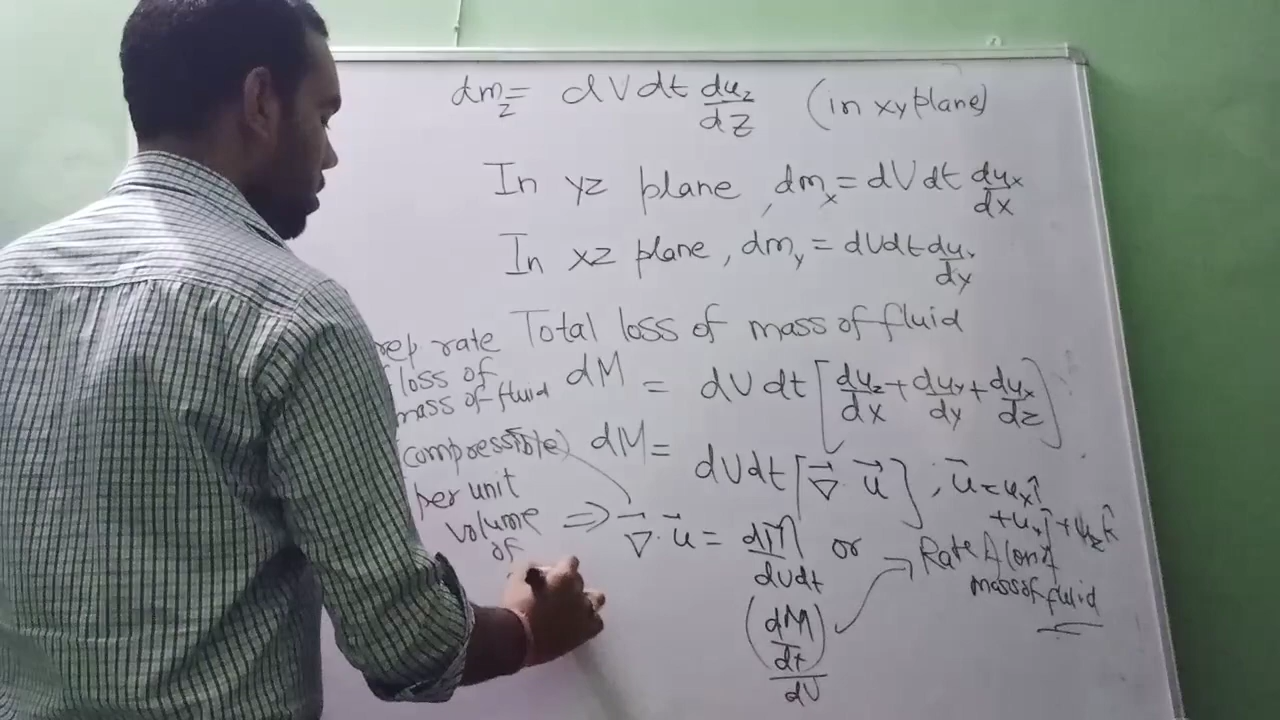 dm_z = dV dt du_z/dz (in xy plane)
In yz plane, dm_x = dV dt du_x/dx
In xz plane, dm_y = dV dt du_y/dy
Total loss of mass of fluid
rep rate
loss of
mass of fluid
(compressible)
per unit
volume
of
dM = dV dt [du_z/dx + du_y/dy + du_x/dz]
dM = dV dt [∇⃗ · u⃗], u⃗ = u_x î
+ u_y ĵ + u_z k̂
⇒ ∇⃗ · u⃗ = dM/dV dt or
(dM/dt)/dV
Rate of loss
mass of fluid